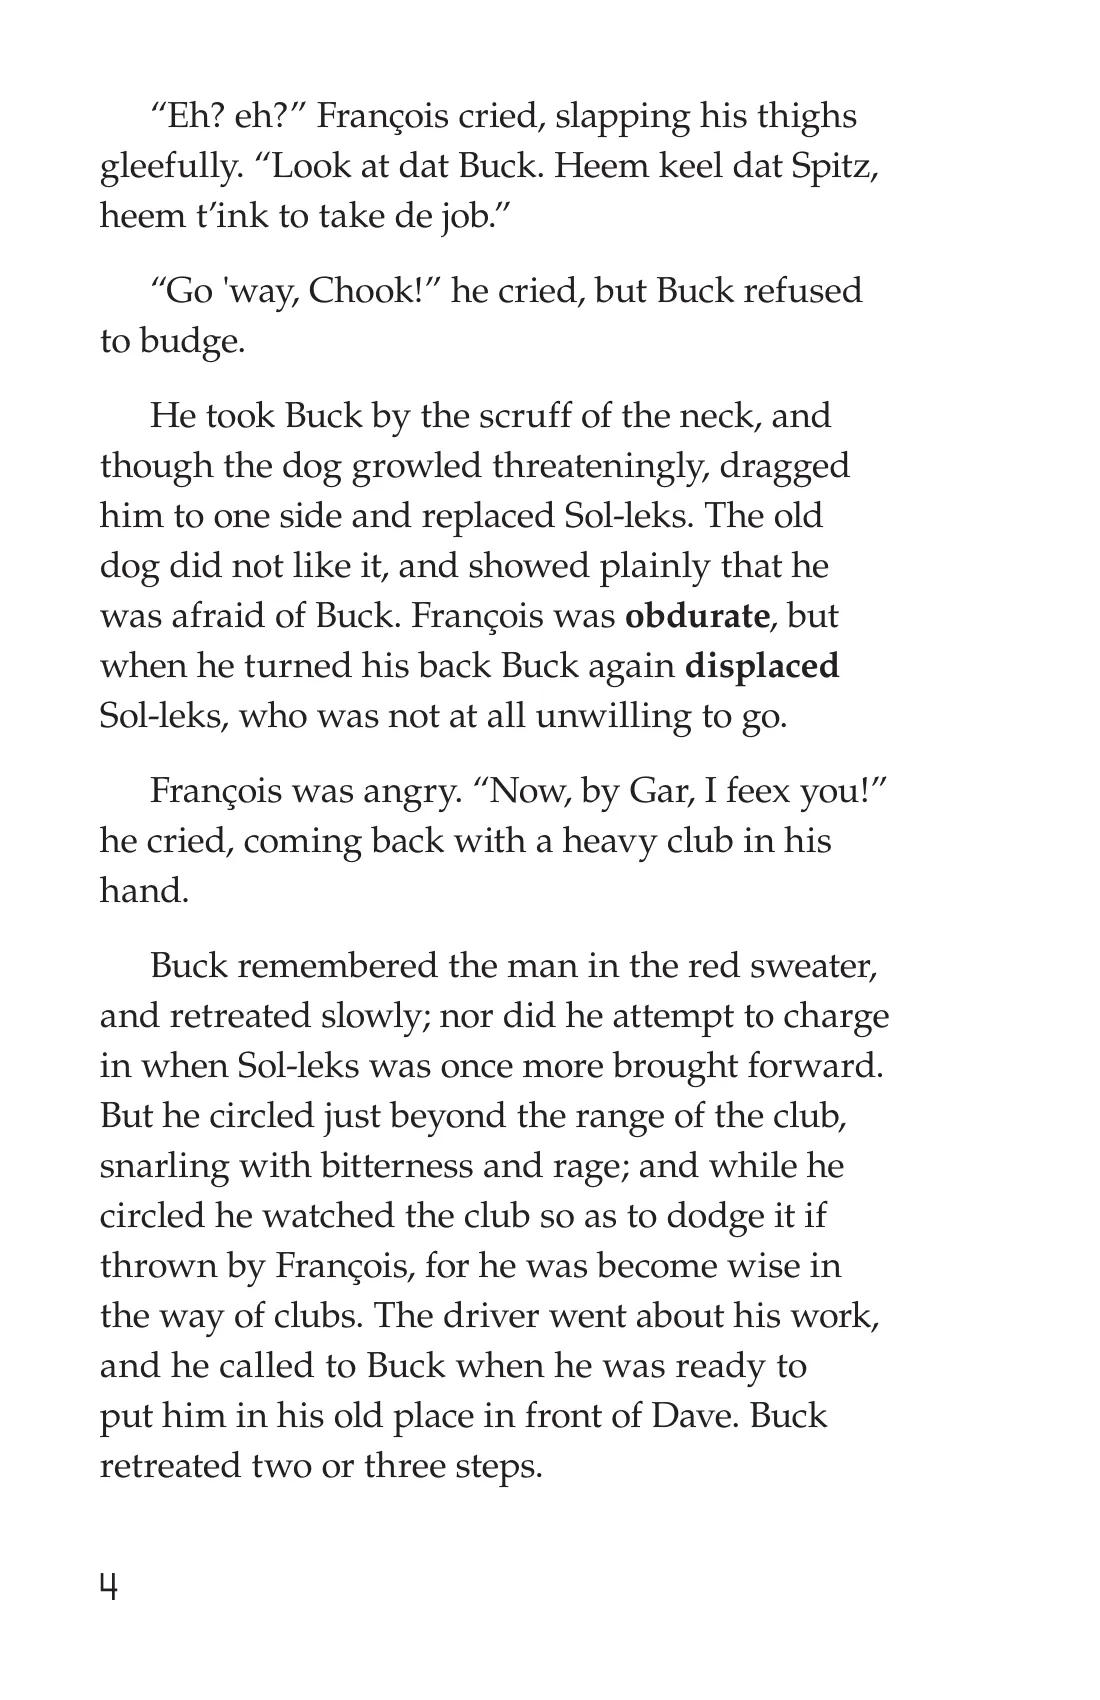 “Eh? eh?” François cried, slapping his thighs
gleefully. “Look at dat Buck. Heem keel dat Spitz,
heem t’ink to take de job.”
“Go 'way, Chook!” he cried, but Buck refused
to budge.
He took Buck by the scruff of the neck, and
though the dog growled threateningly, dragged
him to one side and replaced Sol-leks. The old
dog did not like it, and showed plainly that he
was afraid of Buck. François was obdurate, but
when he turned his back Buck again displaced
Sol-leks, who was not at all unwilling to go.
François was angry. “Now, by Gar, I feex you!”
he cried, coming back with a heavy club in his
hand.
Buck remembered the man in the red sweater,
and retreated slowly; nor did he attempt to charge
in when Sol-leks was once more brought forward.
But he circled just beyond the range of the club,
snarling with bitterness and rage; and while he
circled he watched the club so as to dodge it if
thrown by François, for he was become wise in
the way of clubs. The driver went about his work,
and he called to Buck when he was ready to
put him in his old place in front of Dave. Buck
retreated two or three steps.
4